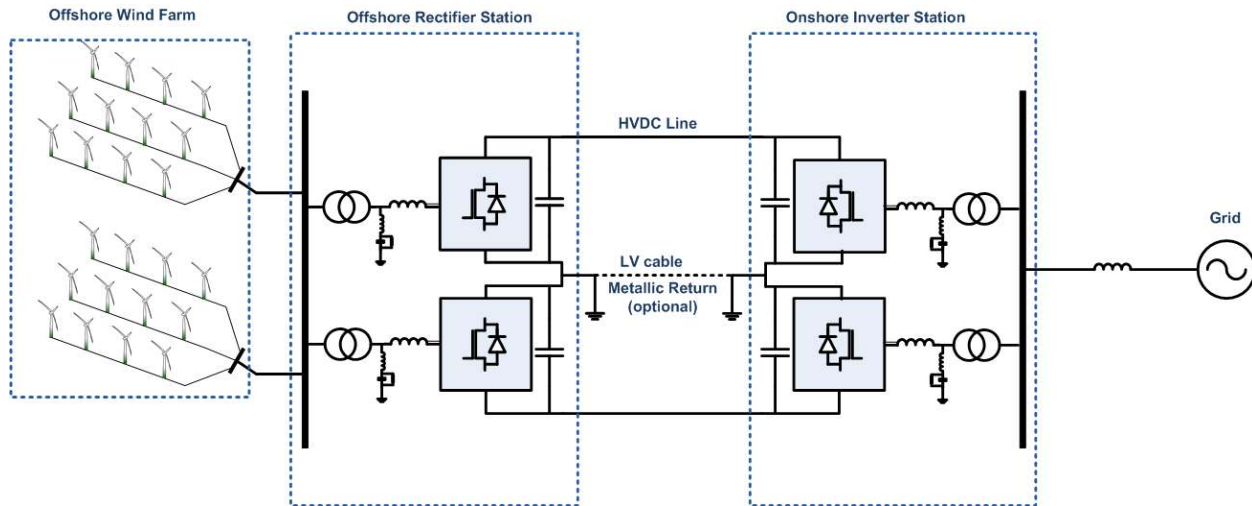 Offshore Wind Farm
Offshore Rectifier Station
Onshore Inverter Station
HVDC Line
LV cable
Metallic Return
(optional)
Grid